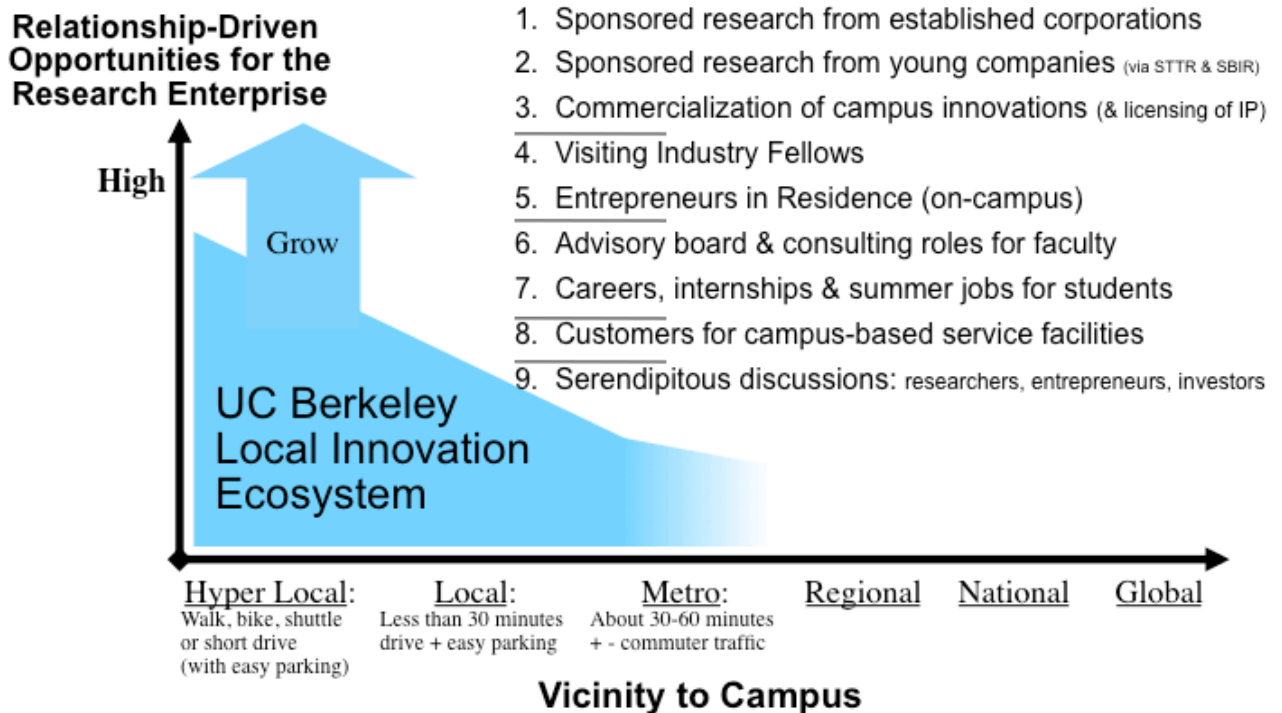 Relationship-Driven
Opportunities for the
Research Enterprise
1. Sponsored research from established corporations
2. Sponsored research from young companies (via STTR & SBIR)
3. Commercialization of campus innovations (& licensing of IP)
4. Visiting Industry Fellows
5. Entrepreneurs in Residence (on-campus)
6. Advisory board & consulting roles for faculty
7. Careers, internships & summer jobs for students
8. Customers for campus-based service facilities
9. Serendipitous discussions: researchers, entrepreneurs, investors
High
Grow
UC Berkeley
Local Innovation
Ecosystem
Hyper Local:
Walk, bike, shuttle
or short drive
(with easy parking)
Local:
Less than 30 minutes
drive + easy parking
Metro:
About 30-60 minutes
+ - commuter traffic
Regional
National
Global
Vicinity to Campus